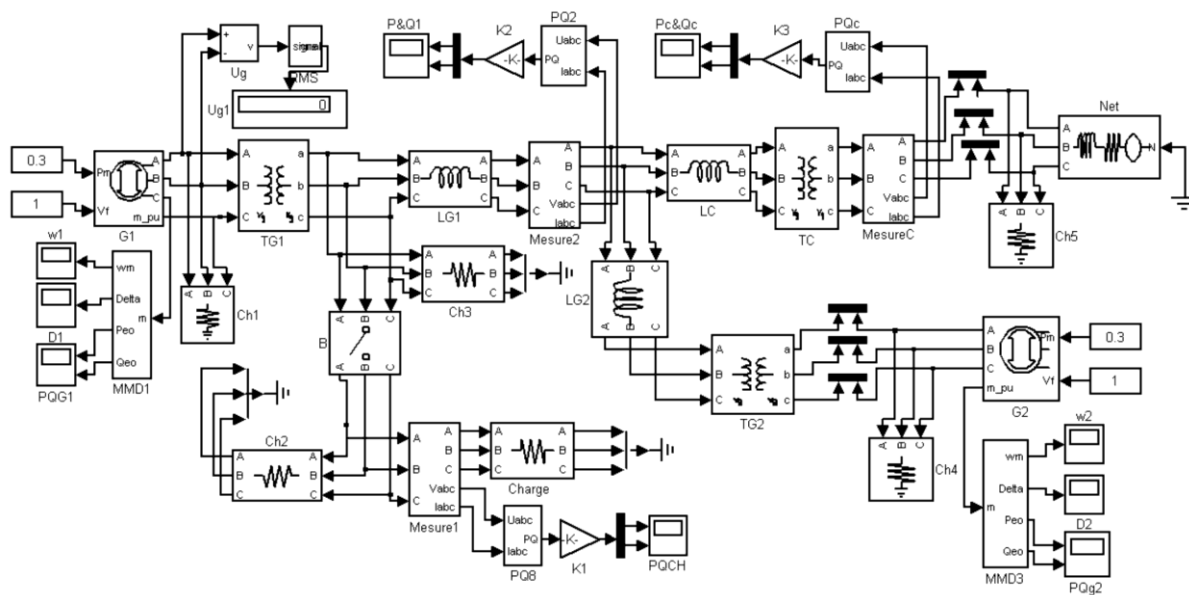 P&Q1
K2
PQ2
Pc&Qc
K3
PQc
+
-
v
Ug
signal
RMS
-K-
PQ
Uabc
Iabc
-K-
PQ
Uabc
Iabc
Ug1
0
Net
A
B
C
N
0.3
1
Pm
Vf
A
B
C
m_pu
G1
A
B
C
a
b
c
TG1
A
B
C
A
B
C
LG1
A
B
C
A
B
C
Vabc
Iabc
Mesure2
A
B
C
A
B
C
LC
A
B
C
a
b
c
TC
A
B
C
A
B
C
Vabc
Iabc
MesureC
A B C
Ch5
w1
D1
PQG1
wm
Delta
Peo
Qeo
m
MMD1
A B C
Ch1
A
B
C
A
B
C
Ch3
A B C
A B C
LG2
A B C
A B C
B
A
B
C
a
b
c
TG2
A
B
C
m_pu
Pm
Vf
G2
0.3
1
A B C
Ch4
Ch2
A
B
C
A
B
C
A
B
C
A
B
C
Vabc
Iabc
Mesure1
A
B
C
A
B
C
Charge
Uabc
Iabc
PQ
PQ8
-K-
K1
PQCH
wm
Delta
Peo
Qeo
m
MMD3
w2
D2
PQg2